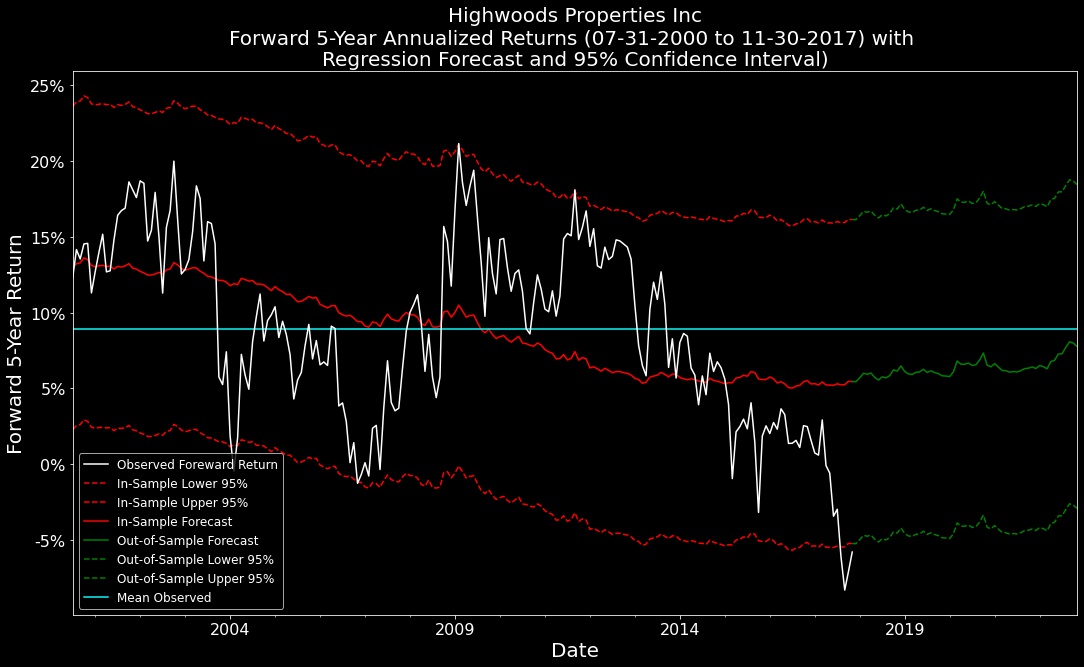 Highwoods Properties Inc
Forward 5-Year Annualized Returns (07-31-2000 to 11-30-2017) with
Regression Forecast and 95% Confidence Interval)
25%
20%
15%
10%
5%
0%
-5%
Forward 5-Year Return
Observed Foreward Return
In-Sample Lower 95%
In-Sample Upper 95%
In-Sample Forecast
Out-of-Sample Forecast
Out-of-Sample Lower 95%
Out-of-Sample Upper 95%
Mean Observed
2004
2009
2014
2019
Date